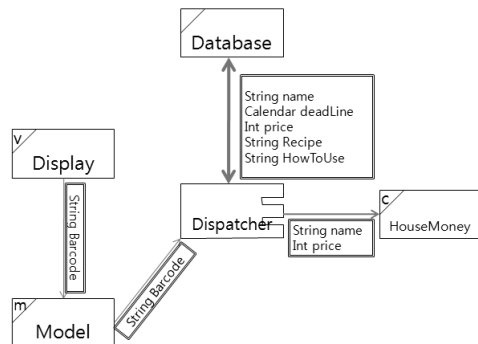 Database
String name
Calendar deadLine
Int price
String Recipe
String HowToUse
v
Display
String Barcode
Dispatcher
String name
Int price
c
HouseMoney
String Barcode
m
Model